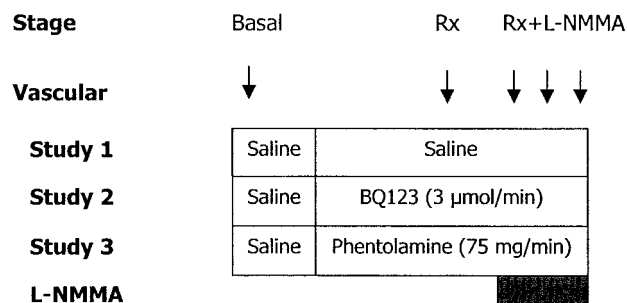 Stage Basal Rx Rx+L-NMMA
Vascular
Study 1 Saline Saline
Study 2 Saline BQ123 (3 µmol/min)
Study 3 Saline Phentolamine (75 mg/min)
L-NMMA